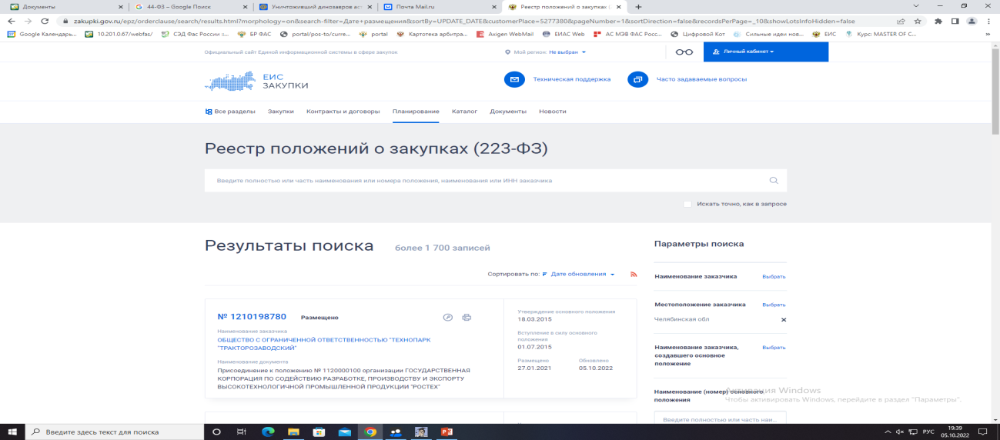 Документы
44-ФЗ – Google Поиск
Уничтоживший динозавров ас
Почта Mail.ru
Реестр положений о закупках (
zakupki.gov.ru/epz/orderclause/search/results.html?morphology=on&search-filter=Дате+размещения&sortBy=UPDATE_DATE&customerPlace=5277380&pageNumber=1&sortDirection=false&recordsPerPage=_10&showLotsInfoHidden=false
Google Календарь...
10.201.0.67/webfas/
СЭД Фас России :...
БР ФАС
portal/pos-to/curre...
portal
Картотека арбитра...
Axigen WebMail
ЕИАС Web
АС МЭВ ФАС Росс...
Цифровой Кот
Сильные идеи нов...
ЕИС
Курс: MASTER OF C...
»
Официальный сайт Единой информационной системы в сфере закупок
Мой регион: Не выбран
Личный кабинет
ЕИС
ЗАКУПКИ
Техническая поддержка
Часто задаваемые вопросы
Все разделы Закупки Контракты и договоры Планирование Каталог Документы Новости
Реестр положений о закупках (223-ФЗ)
Введите полностью или часть наименования или номера положения, наименования или ИНН заказчика
Искать точно, как в запросе
Результаты поиска более 1 700 записей
Сортировать по: Дате обновления
№ 1210198780 Размещено
Наименование заказчика
ОБЩЕСТВО С ОГРАНИЧЕННОЙ ОТВЕТСТВЕННОСТЬЮ "ТЕХНОПАРК
"ТРАКТОРОЗАВОДСКИЙ"
Наименование документа
Присоединение к положению № 1120000100 организации ГОСУДАРСТВЕННАЯ
КОРПОРАЦИЯ ПО СОДЕЙСТВИЮ РАЗРАБОТКЕ, ПРОИЗВОДСТВУ И ЭКСПОРТУ
ВЫСОКОТЕХНОЛОГИЧНОЙ ПРОМЫШЛЕННОЙ ПРОДУКЦИИ "РОСТЕХ"
Утверждение основного положения
18.03.2015
Вступление в силу основного
положения
01.07.2015
Размещено Обновлено
27.01.2021 05.10.2022
Параметры поиска
Наименование заказчика Выбрать
Местоположение заказчика Выбрать
Челябинская обл
Наименование заказчика, Выбрать
создавшего основное
положение
Наименование (номер) основного
положения
Введите полностью или часть наи...
Активация Windows
Чтобы активировать Windows, перейдите в раздел "Параметры".
Введите здесь текст для поиска
РУС
19:39
05.10.2022